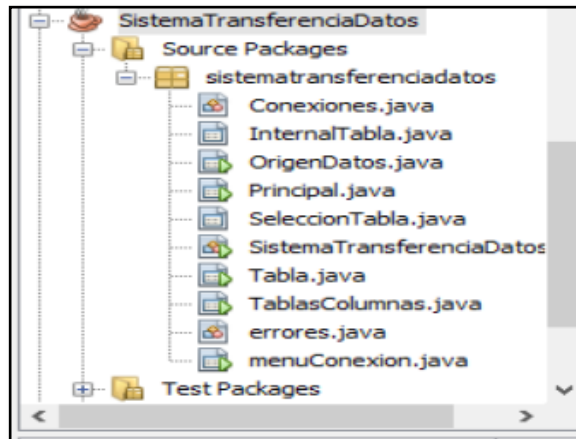 SistemaTransferenciaDatos
Source Packages
sistematransferenciadatos
Conexiones.java
InternalTabla.java
OrigenDatos.java
Principal.java
SeleccionTabla.java
SistemaTransferenciaDatos
Tabla.java
TablasColumnas.java
errores.java
menuConexion.java
Test Packages